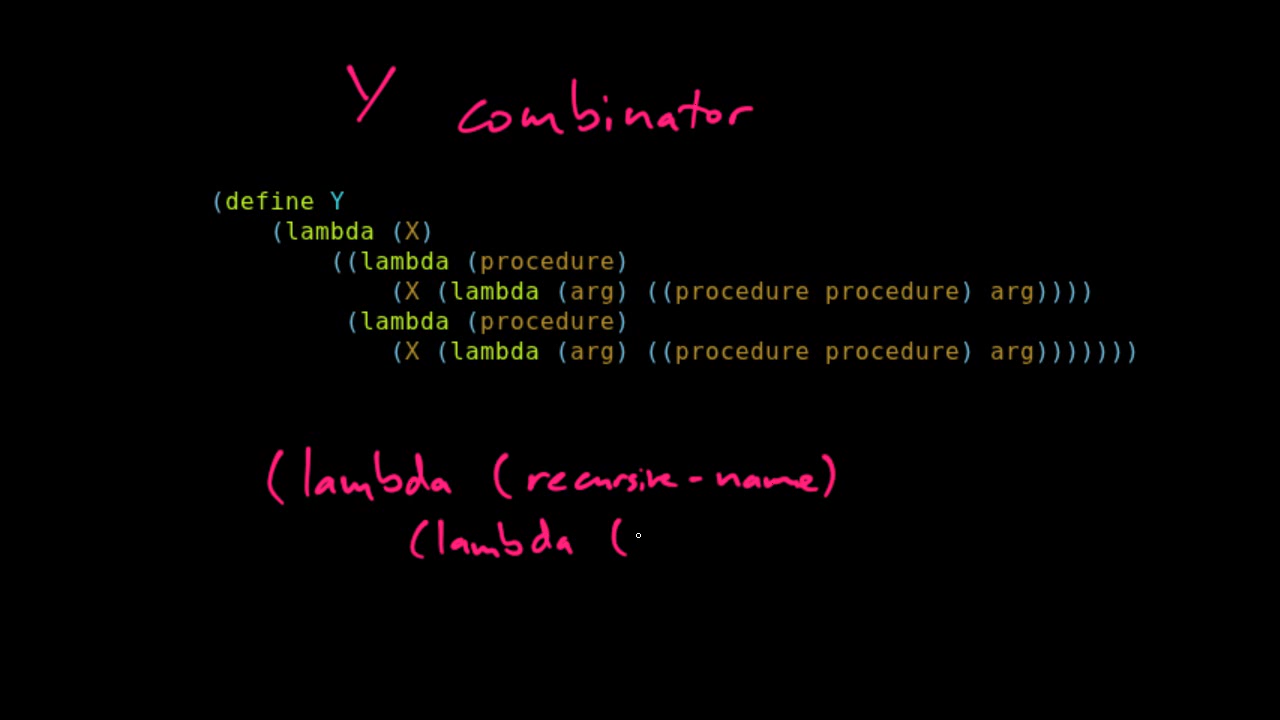 Y combinator
(define Y
(lambda (X)
((lambda (procedure)
(X (lambda (arg) ((procedure procedure) arg))))
(lambda (procedure)
(X (lambda (arg) ((procedure procedure) arg)))))))
(lambda (recursive-name)
(lambda (